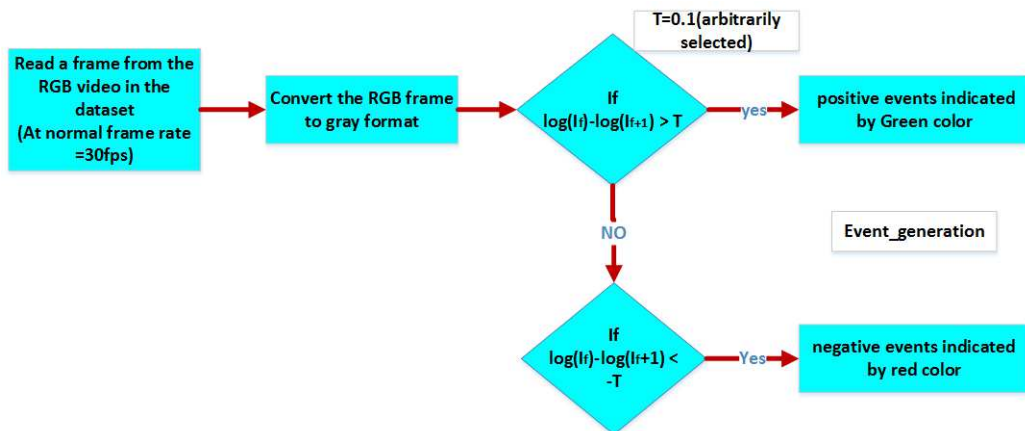 T=0.1(arbitrarily
selected)
Read a frame from the
RGB video in the
dataset
(At normal frame rate
=30fps)
Convert the RGB frame
to gray format
If
log(If)-log(If+1) > T
yes
positive events indicated
by Green color
NO
Event_generation
If
log(If)-log(If+1) <
-T
Yes
negative events indicated
by red color